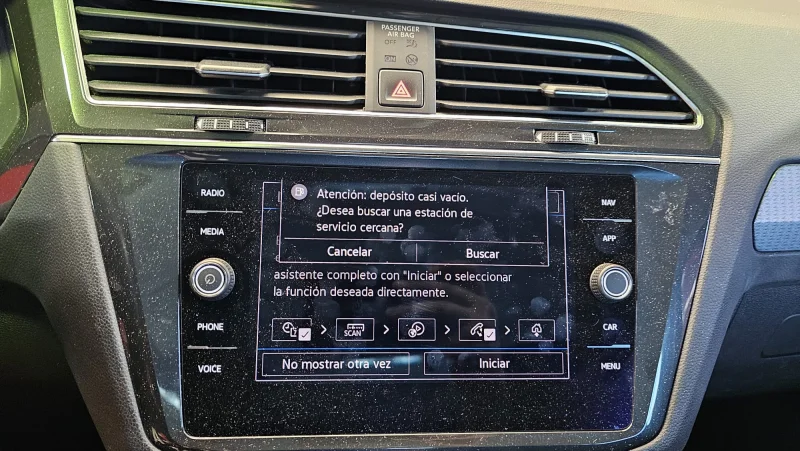 PASSENGER
AIR BAG
OFF
ON
RADIO
MEDIA
PHONE
VOICE
Atención: depósito casi vacío.
¿Desea buscar una estación de
servicio cercana?
Cancelar
Buscar
asistente completo con "Iniciar" o seleccionar
la función deseada directamente.
SCAN
No mostrar otra vez
Iniciar
NAV
APP
CAR
MENU